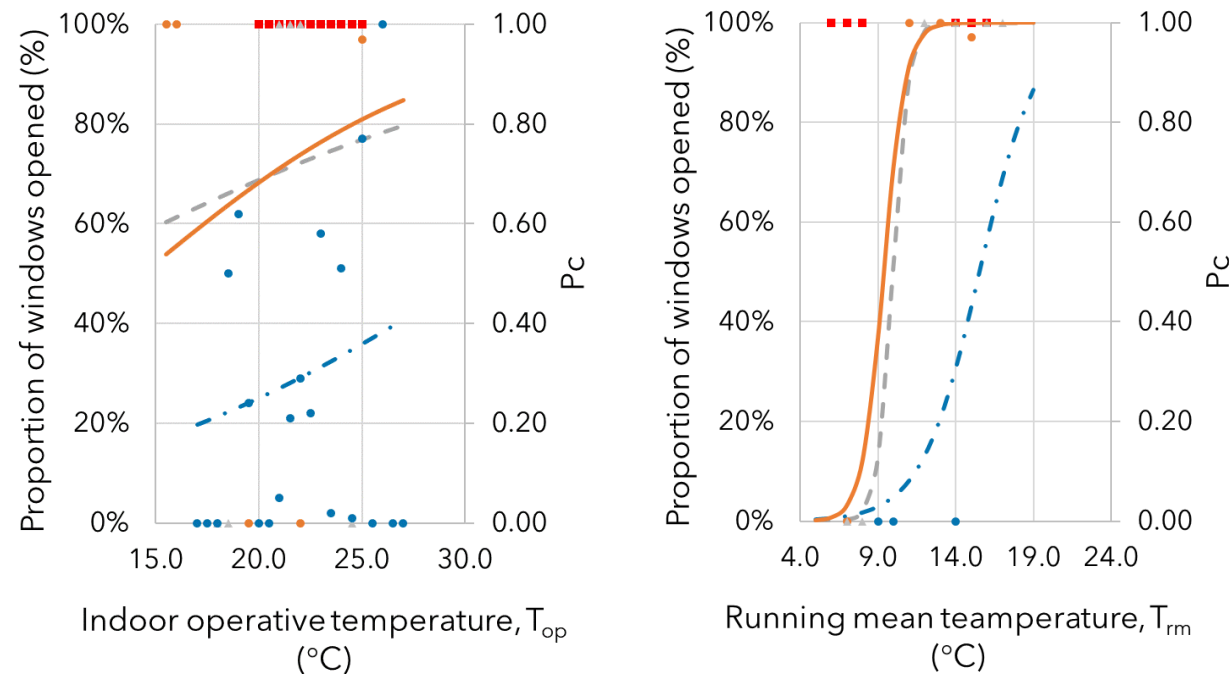 Proportion of windows opened (%)
100%
80%
60%
40%
20%
0%
1.00
0.80
0.60
0.40
0.20
0.00
Pc
15.0 20.0 25.0 30.0
Indoor operative temperature, Top
(°C)
Proportion of windows opened (%)
100%
80%
60%
40%
20%
0%
1.00
0.80
0.60
0.40
0.20
0.00
Pc
4.0 9.0 14.0 19.0 24.0
Running mean teamperature, Trm
(°C)